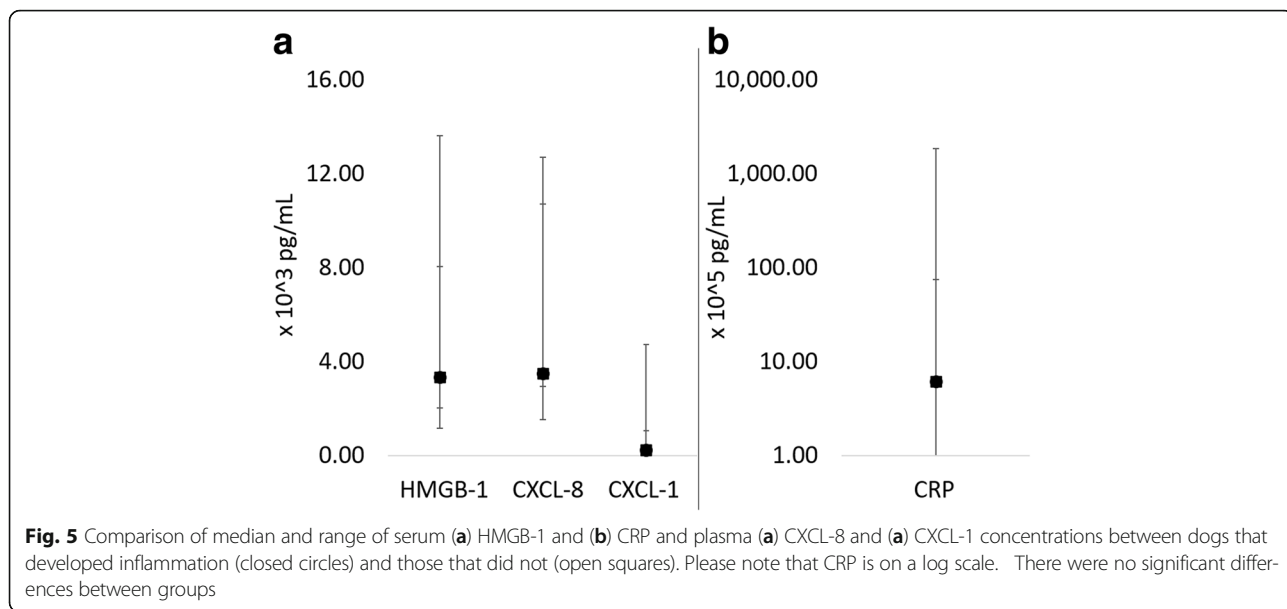 a
b
16.00
12.00
8.00
4.00
0.00
x 10^3 pg/mL
HMGB-1 CXCL-8 CXCL-1
10,000.00
1,000.00
100.00
10.00
1.00
x 10^5 pg/mL
CRP
Fig. 5 Comparison of median and range of serum (a) HMGB-1 and (b) CRP and plasma (a) CXCL-8 and (a) CXCL-1 concentrations between dogs that
developed inflammation (closed circles) and those that did not (open squares). Please note that CRP is on a log scale. There were no significant differ-
ences between groups